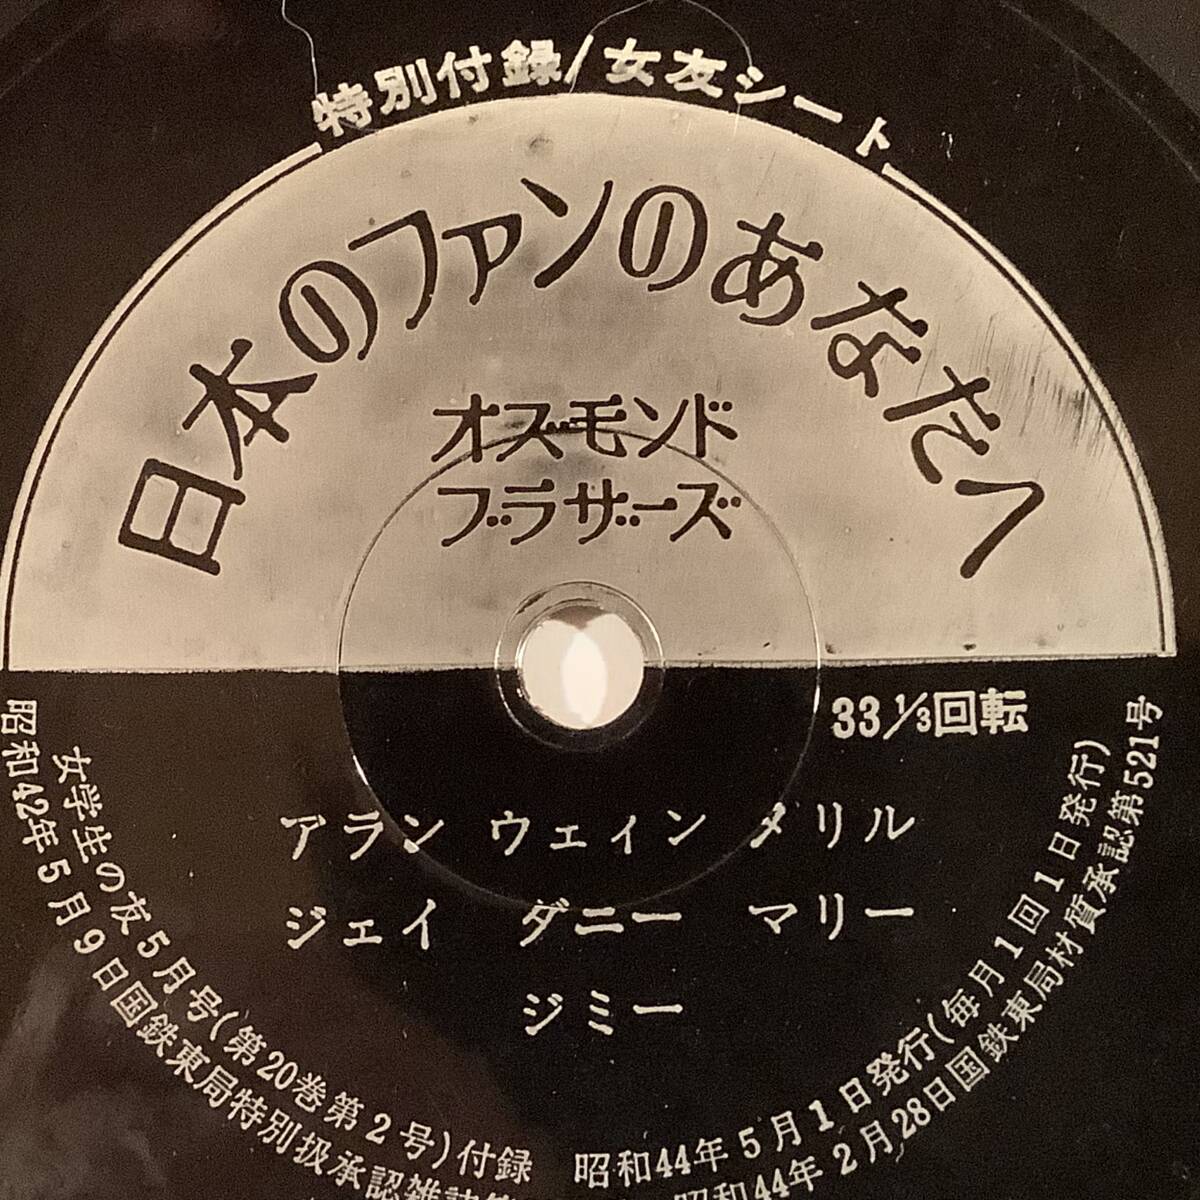 特別付録/女友シート
日本のファンのあなたへ
オズモンド
ブラザーズ
33 1/3回転
アラン ウェィン メリル
ジェイ ダニー マリー
ジミー
女学生の友5月号(第20巻第2号)付録 昭和44年5月1日発行(毎月1回1日発行)
昭和42年5月9日国鉄東局特別扱承認雑誌第 昭和44年2月28日国鉄東局材質承認第521号